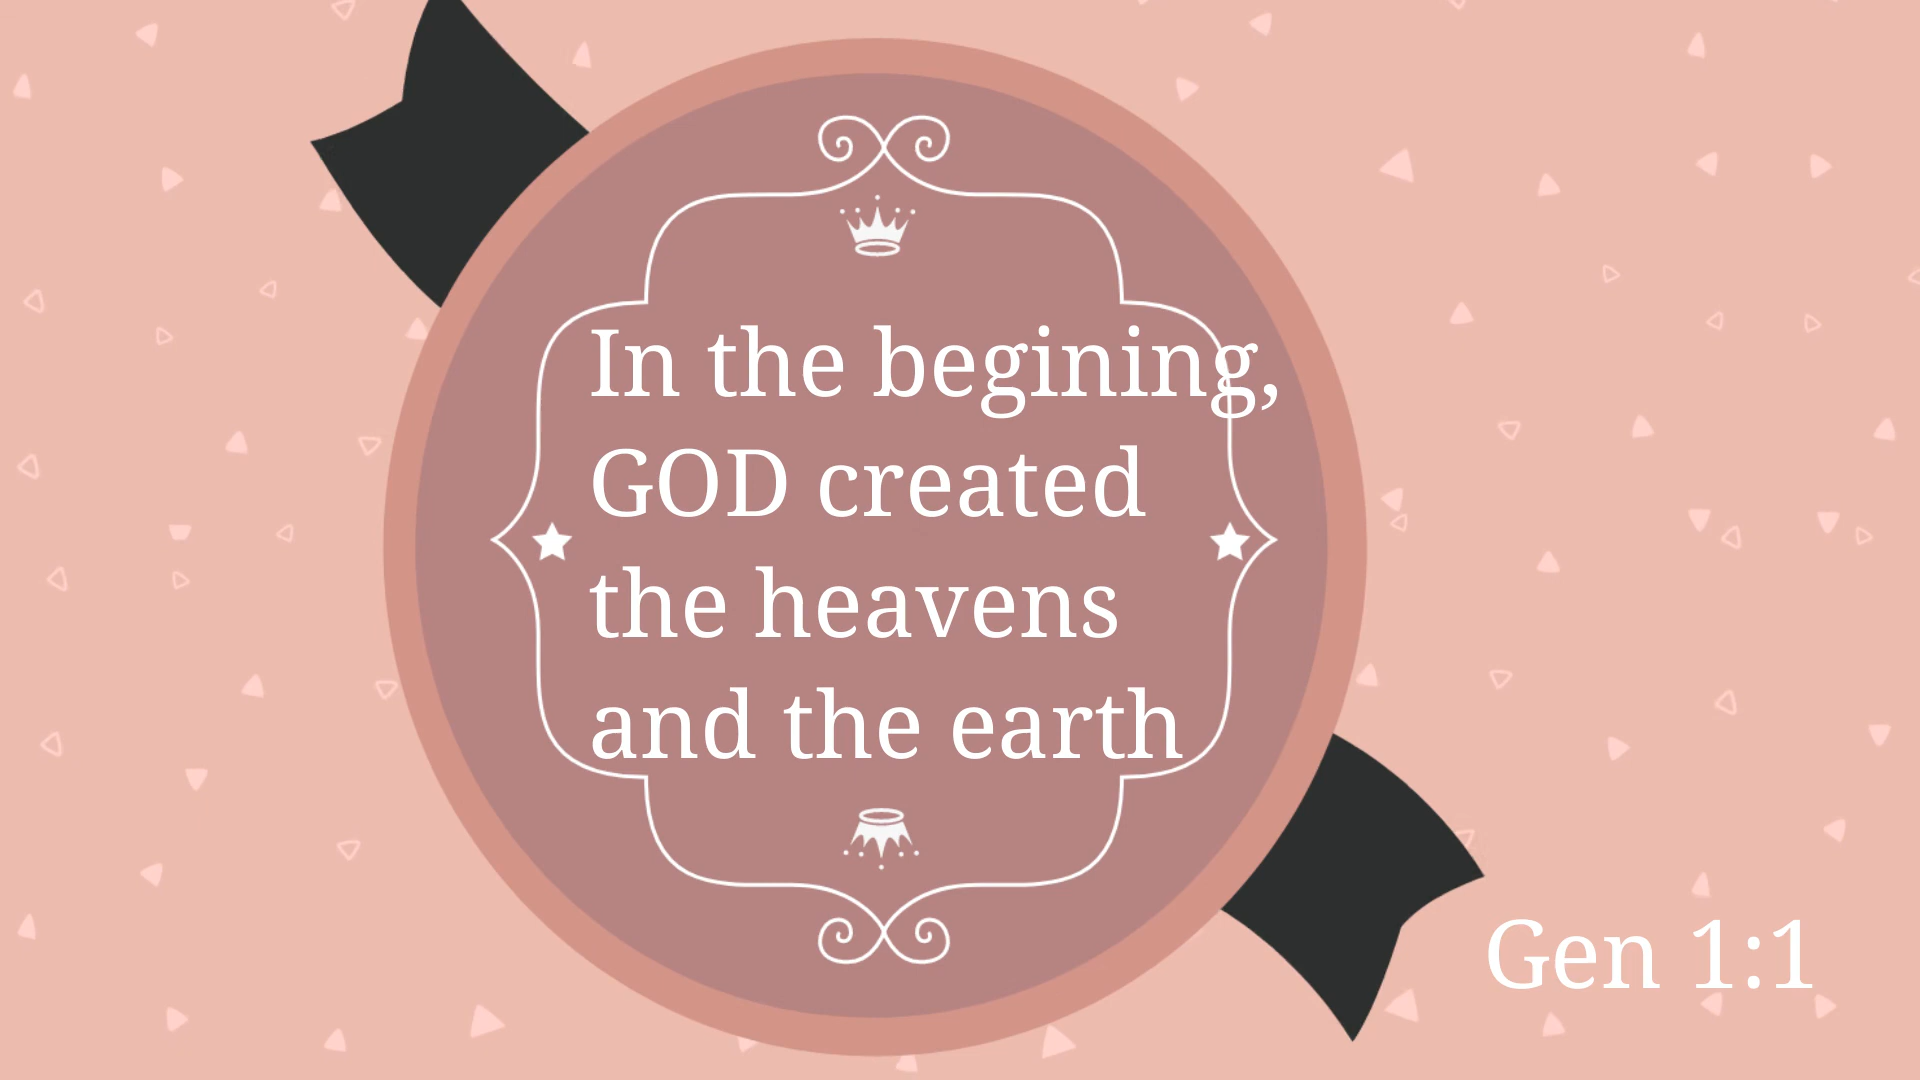 In the begining,
GOD created
the heavens
and the earth
Gen 1:1